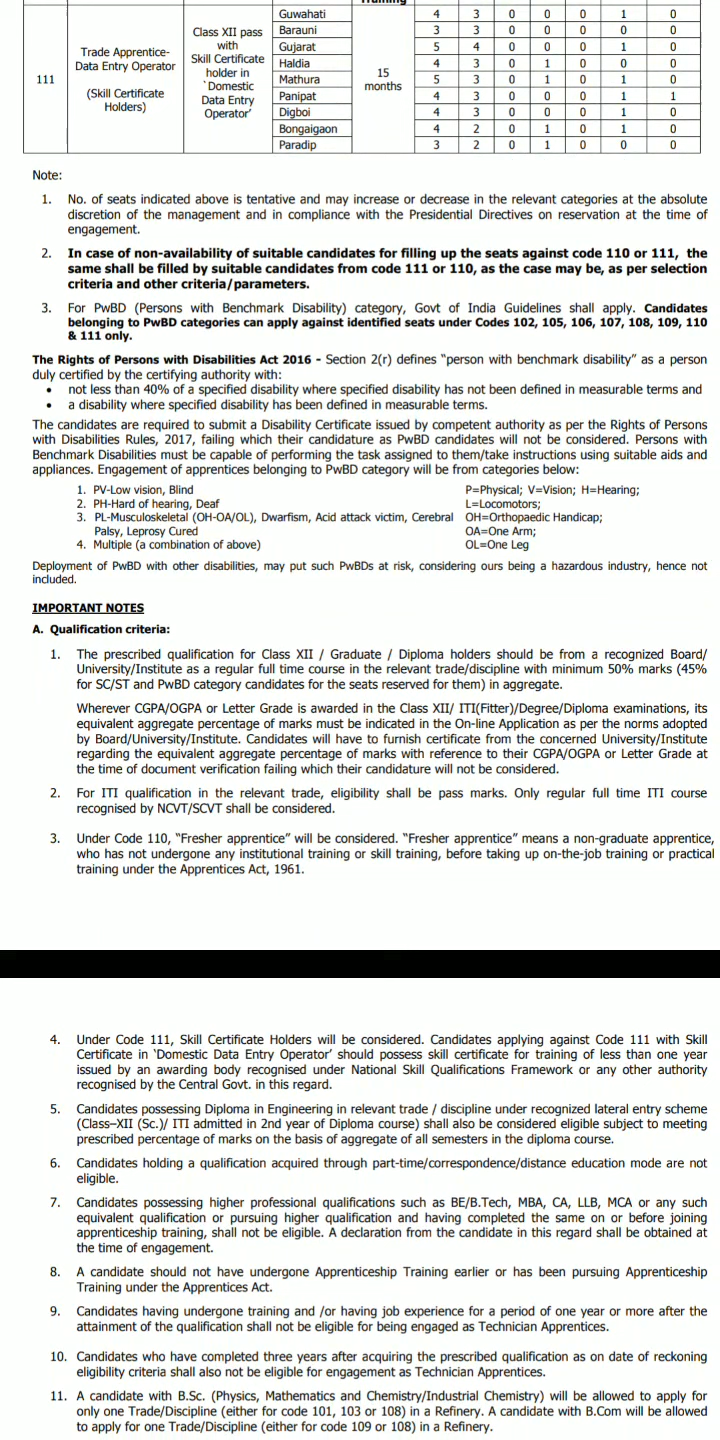 Training
Guwahati 4 3 0 0 0 1 0
Barauni 3 3 0 0 0 0 0
Gujarat 5 4 0 0 0 1 0
Haldia 4 3 0 1 0 0 0
Mathura 5 3 0 1 0 1 0
Panipat 4 3 0 0 0 1 1
Digboi 4 3 0 0 0 1 0
Bongaigaon 4 2 0 1 0 1 0
Paradip 3 2 0 1 0 0 0
111
Trade Apprentice-
Data Entry Operator
(Skill Certificate
Holders)
Class XII pass
with
Skill Certificate
holder in
`Domestic
Data Entry
Operator’
15
months
Note:
1. No. of seats indicated above is tentative and may increase or decrease in the relevant categories at the absolute
discretion of the management and in compliance with the Presidential Directives on reservation at the time of
engagement.
2. In case of non-availability of suitable candidates for filling up the seats against code 110 or 111, the
same shall be filled by suitable candidates from code 111 or 110, as the case may be, as per selection
criteria and other criteria/parameters.
3. For PwBD (Persons with Benchmark Disability) category, Govt of India Guidelines shall apply. Candidates
belonging to PwBD categories can apply against identified seats under Codes 102, 105, 106, 107, 108, 109, 110
& 111 only.
The Rights of Persons with Disabilities Act 2016 - Section 2(r) defines “person with benchmark disability” as a person
duly certified by the certifying authority with:
• not less than 40% of a specified disability where specified disability has not been defined in measurable terms and
• a disability where specified disability has been defined in measurable terms.
The candidates are required to submit a Disability Certificate issued by competent authority as per the Rights of Persons
with Disabilities Rules, 2017, failing which their candidature as PwBD candidates will not be considered. Persons with
Benchmark Disabilities must be capable of performing the task assigned to them/take instructions using suitable aids and
appliances. Engagement of apprentices belonging to PwBD category will be from categories below:
1. PV-Low vision, Blind P=Physical; V=Vision; H=Hearing;
2. PH-Hard of hearing, Deaf L=Locomotors;
3. PL-Musculoskeletal (OH-OA/OL), Dwarfism, Acid attack victim, Cerebral OH=Orthopaedic Handicap;
Palsy, Leprosy Cured OA=One Arm;
4. Multiple (a combination of above) OL=One Leg
Deployment of PwBD with other disabilities, may put such PwBDs at risk, considering ours being a hazardous industry, hence not
included.
IMPORTANT NOTES
A. Qualification criteria:
1. The prescribed qualification for Class XII / Graduate / Diploma holders should be from a recognized Board/
University/Institute as a regular full time course in the relevant trade/discipline with minimum 50% marks (45%
for SC/ST and PwBD category candidates for the seats reserved for them) in aggregate.
Wherever CGPA/OGPA or Letter Grade is awarded in the Class XII/ ITI(Fitter)/Degree/Diploma examinations, its
equivalent aggregate percentage of marks must be indicated in the On-line Application as per the norms adopted
by Board/University/Institute. Candidates will have to furnish certificate from the concerned University/Institute
regarding the equivalent aggregate percentage of marks with reference to their CGPA/OGPA or Letter Grade at
the time of document verification failing which their candidature will not be considered.
2. For ITI qualification in the relevant trade, eligibility shall be pass marks. Only regular full time ITI course
recognised by NCVT/SCVT shall be considered.
3. Under Code 110, “Fresher apprentice” will be considered. “Fresher apprentice” means a non-graduate apprentice,
who has not undergone any institutional training or skill training, before taking up on-the-job training or practical
training under the Apprentices Act, 1961.
4. Under Code 111, Skill Certificate Holders will be considered. Candidates applying against Code 111 with Skill
Certificate in ‘Domestic Data Entry Operator’ should possess skill certificate for training of less than one year
issued by an awarding body recognised under National Skill Qualifications Framework or any other authority
recognised by the Central Govt. in this regard.
5. Candidates possessing Diploma in Engineering in relevant trade / discipline under recognized lateral entry scheme
(Class–XII (Sc.)/ ITI admitted in 2nd year of Diploma course) shall also be considered eligible subject to meeting
prescribed percentage of marks on the basis of aggregate of all semesters in the diploma course.
6. Candidates holding a qualification acquired through part-time/correspondence/distance education mode are not
eligible.
7. Candidates possessing higher professional qualifications such as BE/B.Tech, MBA, CA, LLB, MCA or any such
equivalent qualification or pursuing higher qualification and having completed the same on or before joining
apprenticeship training, shall not be eligible. A declaration from the candidate in this regard shall be obtained at
the time of engagement.
8. A candidate should not have undergone Apprenticeship Training earlier or has been pursuing Apprenticeship
Training under the Apprentices Act.
9. Candidates having undergone training and /or having job experience for a period of one year or more after the
attainment of the qualification shall not be eligible for being engaged as Technician Apprentices.
10. Candidates who have completed three years after acquiring the prescribed qualification as on date of reckoning
eligibility criteria shall also not be eligible for engagement as Technician Apprentices.
11. A candidate with B.Sc. (Physics, Mathematics and Chemistry/Industrial Chemistry) will be allowed to apply for
only one Trade/Discipline (either for code 101, 103 or 108) in a Refinery. A candidate with B.Com will be allowed
to apply for one Trade/Discipline (either for code 109 or 108) in a Refinery.